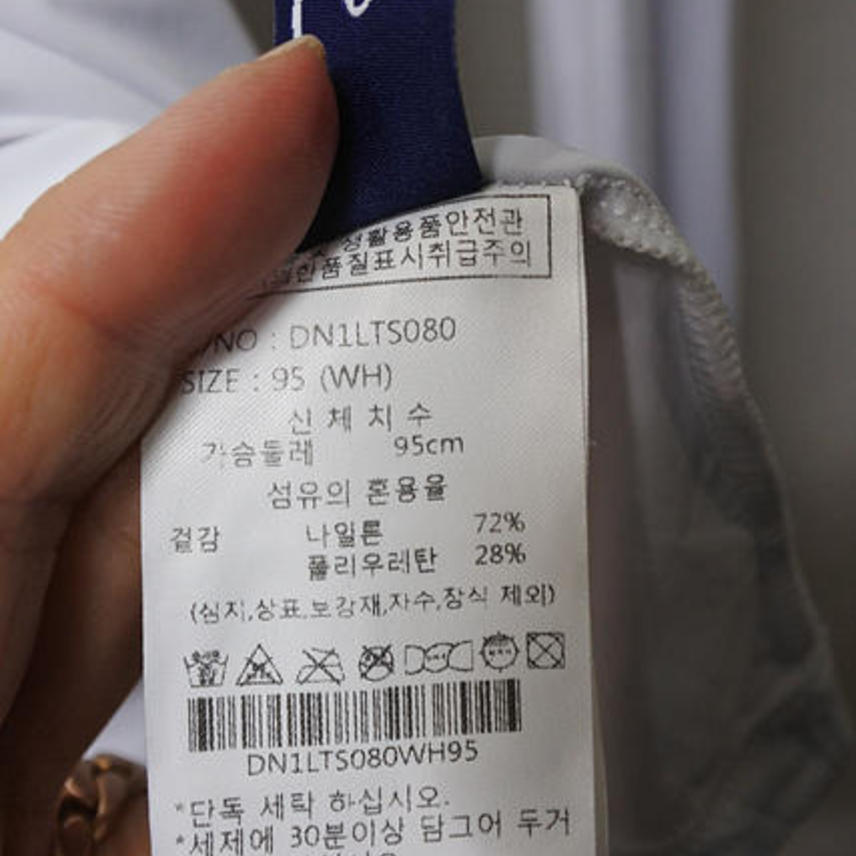 생활용품안전관
품질표시취급주의
/NO : DN1LTS080
SIZE : 95 (WH)
신 체 치 수
가슴둘레 95cm
섬유의 혼용율
겉감 나일론 72%
폴리우레탄 28%
(심지,상표,보강재,자수,장식 제외)
DN1LTS080WH95
*단독 세탁 하십시오.
*세제에 30분이상 담그어 두거